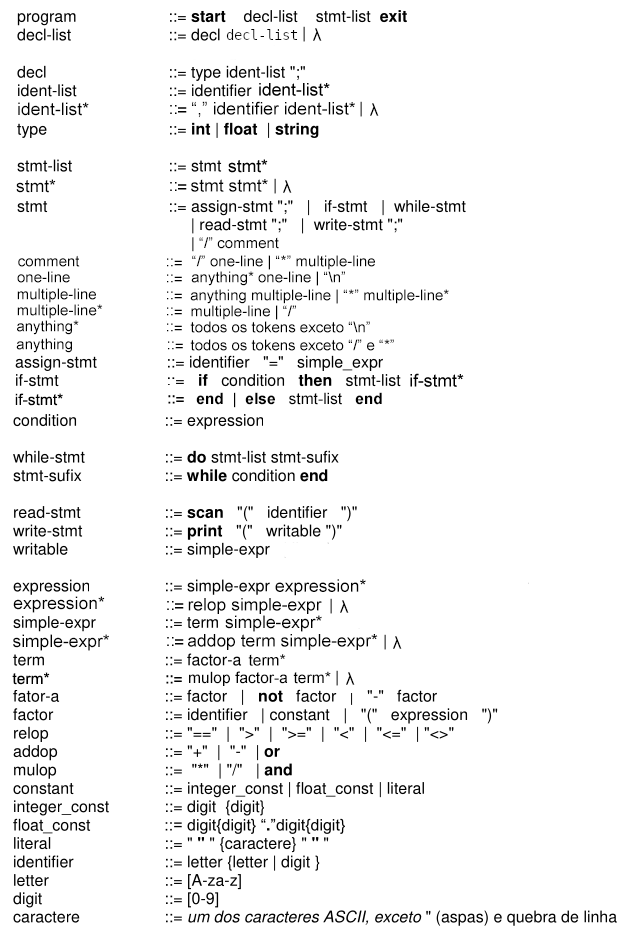 program ::= start decl-list stmt-list exit
decl-list ::= decl decl-list | λ
decl ::= type ident-list ";"
ident-list ::= identifier ident-list*
ident-list* ::= “,” identifier ident-list* | λ
type ::= int | float | string
stmt-list ::= stmt stmt*
stmt* ::= stmt stmt* | λ
stmt ::= assign-stmt ";" | if-stmt | while-stmt
| read-stmt ";" | write-stmt ";"
| “/” comment
comment ::= “/” one-line | “*” multiple-line
one-line ::= anything* one-line | “\n”
multiple-line ::= anything multiple-line | “*” multiple-line*
multiple-line* ::= multiple-line | “/”
anything* ::= todos os tokens exceto “\n”
anything ::= todos os tokens exceto “/” e “*”
assign-stmt ::= identifier "=" simple_expr
if-stmt ::= if condition then stmt-list if-stmt*
if-stmt* ::= end | else stmt-list end
condition ::= expression
while-stmt ::= do stmt-list stmt-sufix
stmt-sufix ::= while condition end
read-stmt ::= scan "(" identifier ")"
write-stmt ::= print "(" writable ")"
writable ::= simple-expr
expression ::= simple-expr expression*
expression* ::= relop simple-expr | λ
simple-expr ::= term simple-expr*
simple-expr* ::= addop term simple-expr* | λ
term ::= factor-a term*
term* ::= mulop factor-a term* | λ
fator-a ::= factor | not factor | "-" factor
factor ::= identifier | constant | "(" expression ")"
relop ::= "==" | ">" | ">=" | "<" | "<=" | "<>"
addop ::= "+" | "-" | or
mulop ::= "*" | "/" | and
constant ::= integer_const | float_const | literal
integer_const ::= digit {digit}
float_const ::= digit{digit} “.”digit{digit}
literal ::= " " " {caractere} " " "
identifier ::= letter {letter | digit }
letter ::= [A-za-z]
digit ::= [0-9]
caractere ::= um dos caracteres ASCII, exceto " (aspas) e quebra de linha